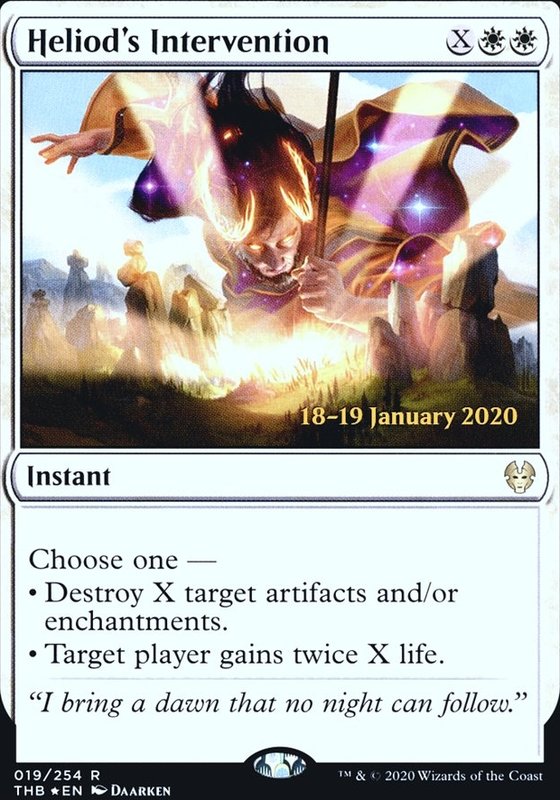 Heliod's Intervention X
18–19 January 2020
Instant
Choose one —
• Destroy X target artifacts and/or
enchantments.
• Target player gains twice X life.
“I bring a dawn that no night can follow.”
019/254 R
THB ★ EN Daarken
™ & © 2020 Wizards of the Coast